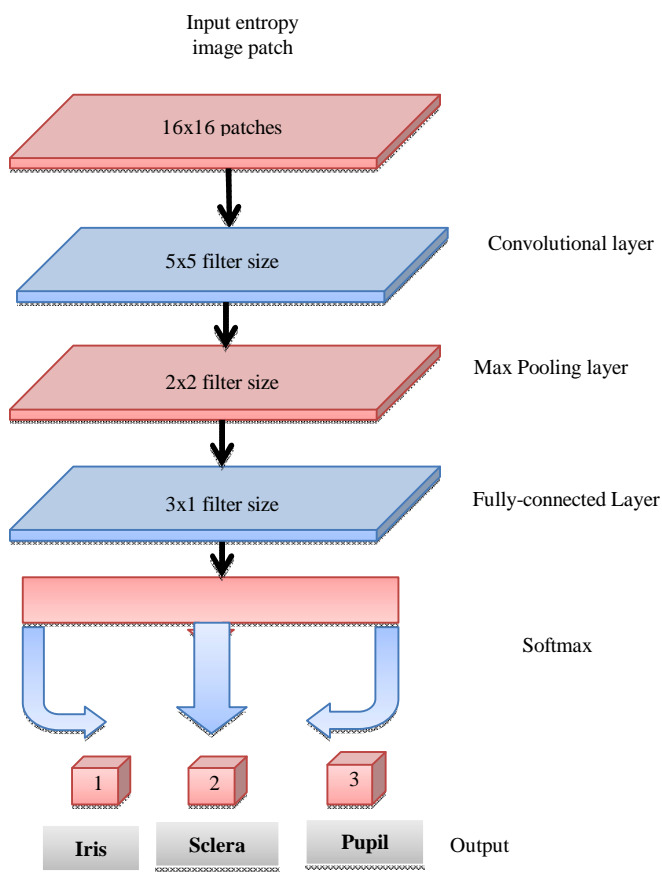 Input entropy
image patch
16x16 patches
Convolutional layer
5x5 filter size
Max Pooling layer
2x2 filter size
Fully-connected Layer
3x1 filter size
Softmax
1
2
3
Iris
Sclera
Pupil
Output